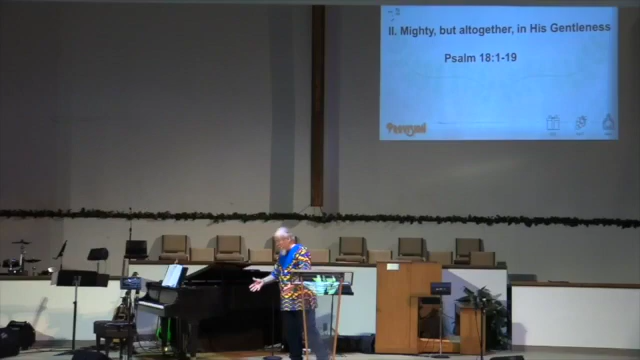 II. Mighty, but altogether, in His Gentleness
Psalm 18:1-19